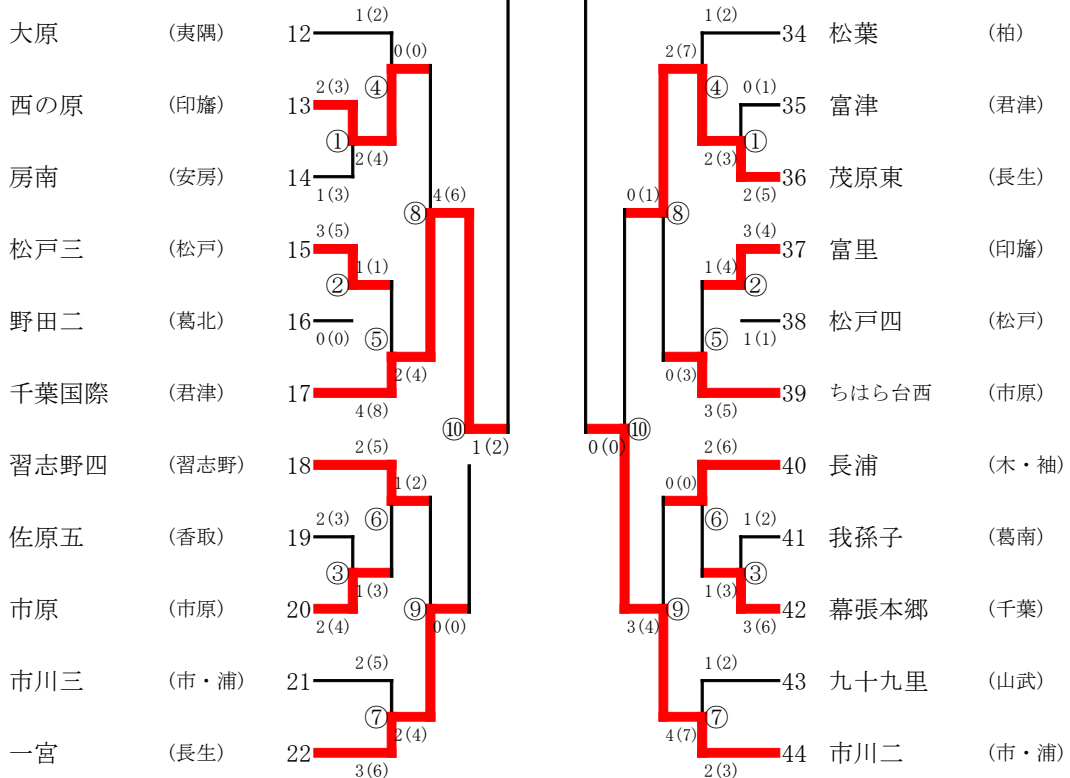 1(2) 1(2)
大原 (夷隅) 12 34 松葉 (柏)
0(0) 2(7)
2(3) ④ ④ 0(1)
西の原 (印旛) 13 35 富津 (君津)
① ①
2(4) 2(3)
房南 (安房) 14 36 茂原東 (長生)
1(3) 4(6) 0(1) 2(5)
⑧ ⑧
3(5) 3(4)
松戸三 (松戸) 15 37 富里 (印旛)
1(1) 1(4)
② ②
野田二 (葛北) 16 38 松戸四 (松戸)
0(0) ⑤ ⑤ 1(1)
2(4) 0(3)
千葉国際 (君津) 17 39 ちはら台西 (市原)
4(8) 3(5)
⑩ ⑩
2(5) 1(2) 0(0) 2(6)
習志野四 (習志野) 18 40 長浦 (木・袖)
1(2) 0(0)
2(3) ⑥ ⑥ 1(2)
佐原五 (香取) 19 41 我孫子 (葛南)
③ ③
1(3) 1(3)
市原 (市原) 20 ⑨ ⑨ 42 幕張本郷 (千葉)
2(4) 0(0) 3(4) 3(6)
2(5) 1(2)
市川三 (市・浦) 21 43 九十九里 (山武)
⑦ ⑦
2(4) 4(7)
一宮 (長生) 22 44 市川二 (市・浦)
3(6) 2(3)